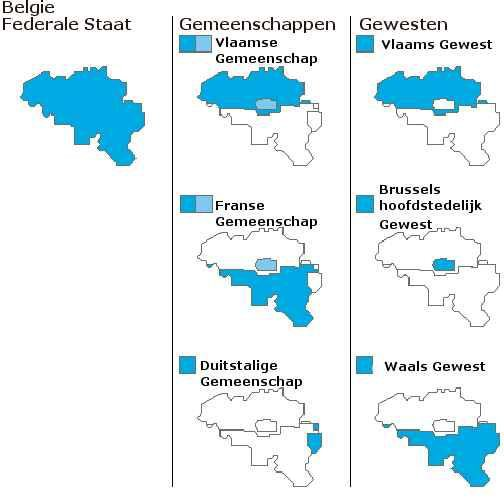 Belgie
Federale Staat
Gemeenschappen
Vlaamse
Gemeenschap
Franse
Gemeenschap
Duitstalige
Gemeenschap
Gewesten
Vlaams Gewest
Brussels
hoofdstedelijk
Gewest
Waals Gewest